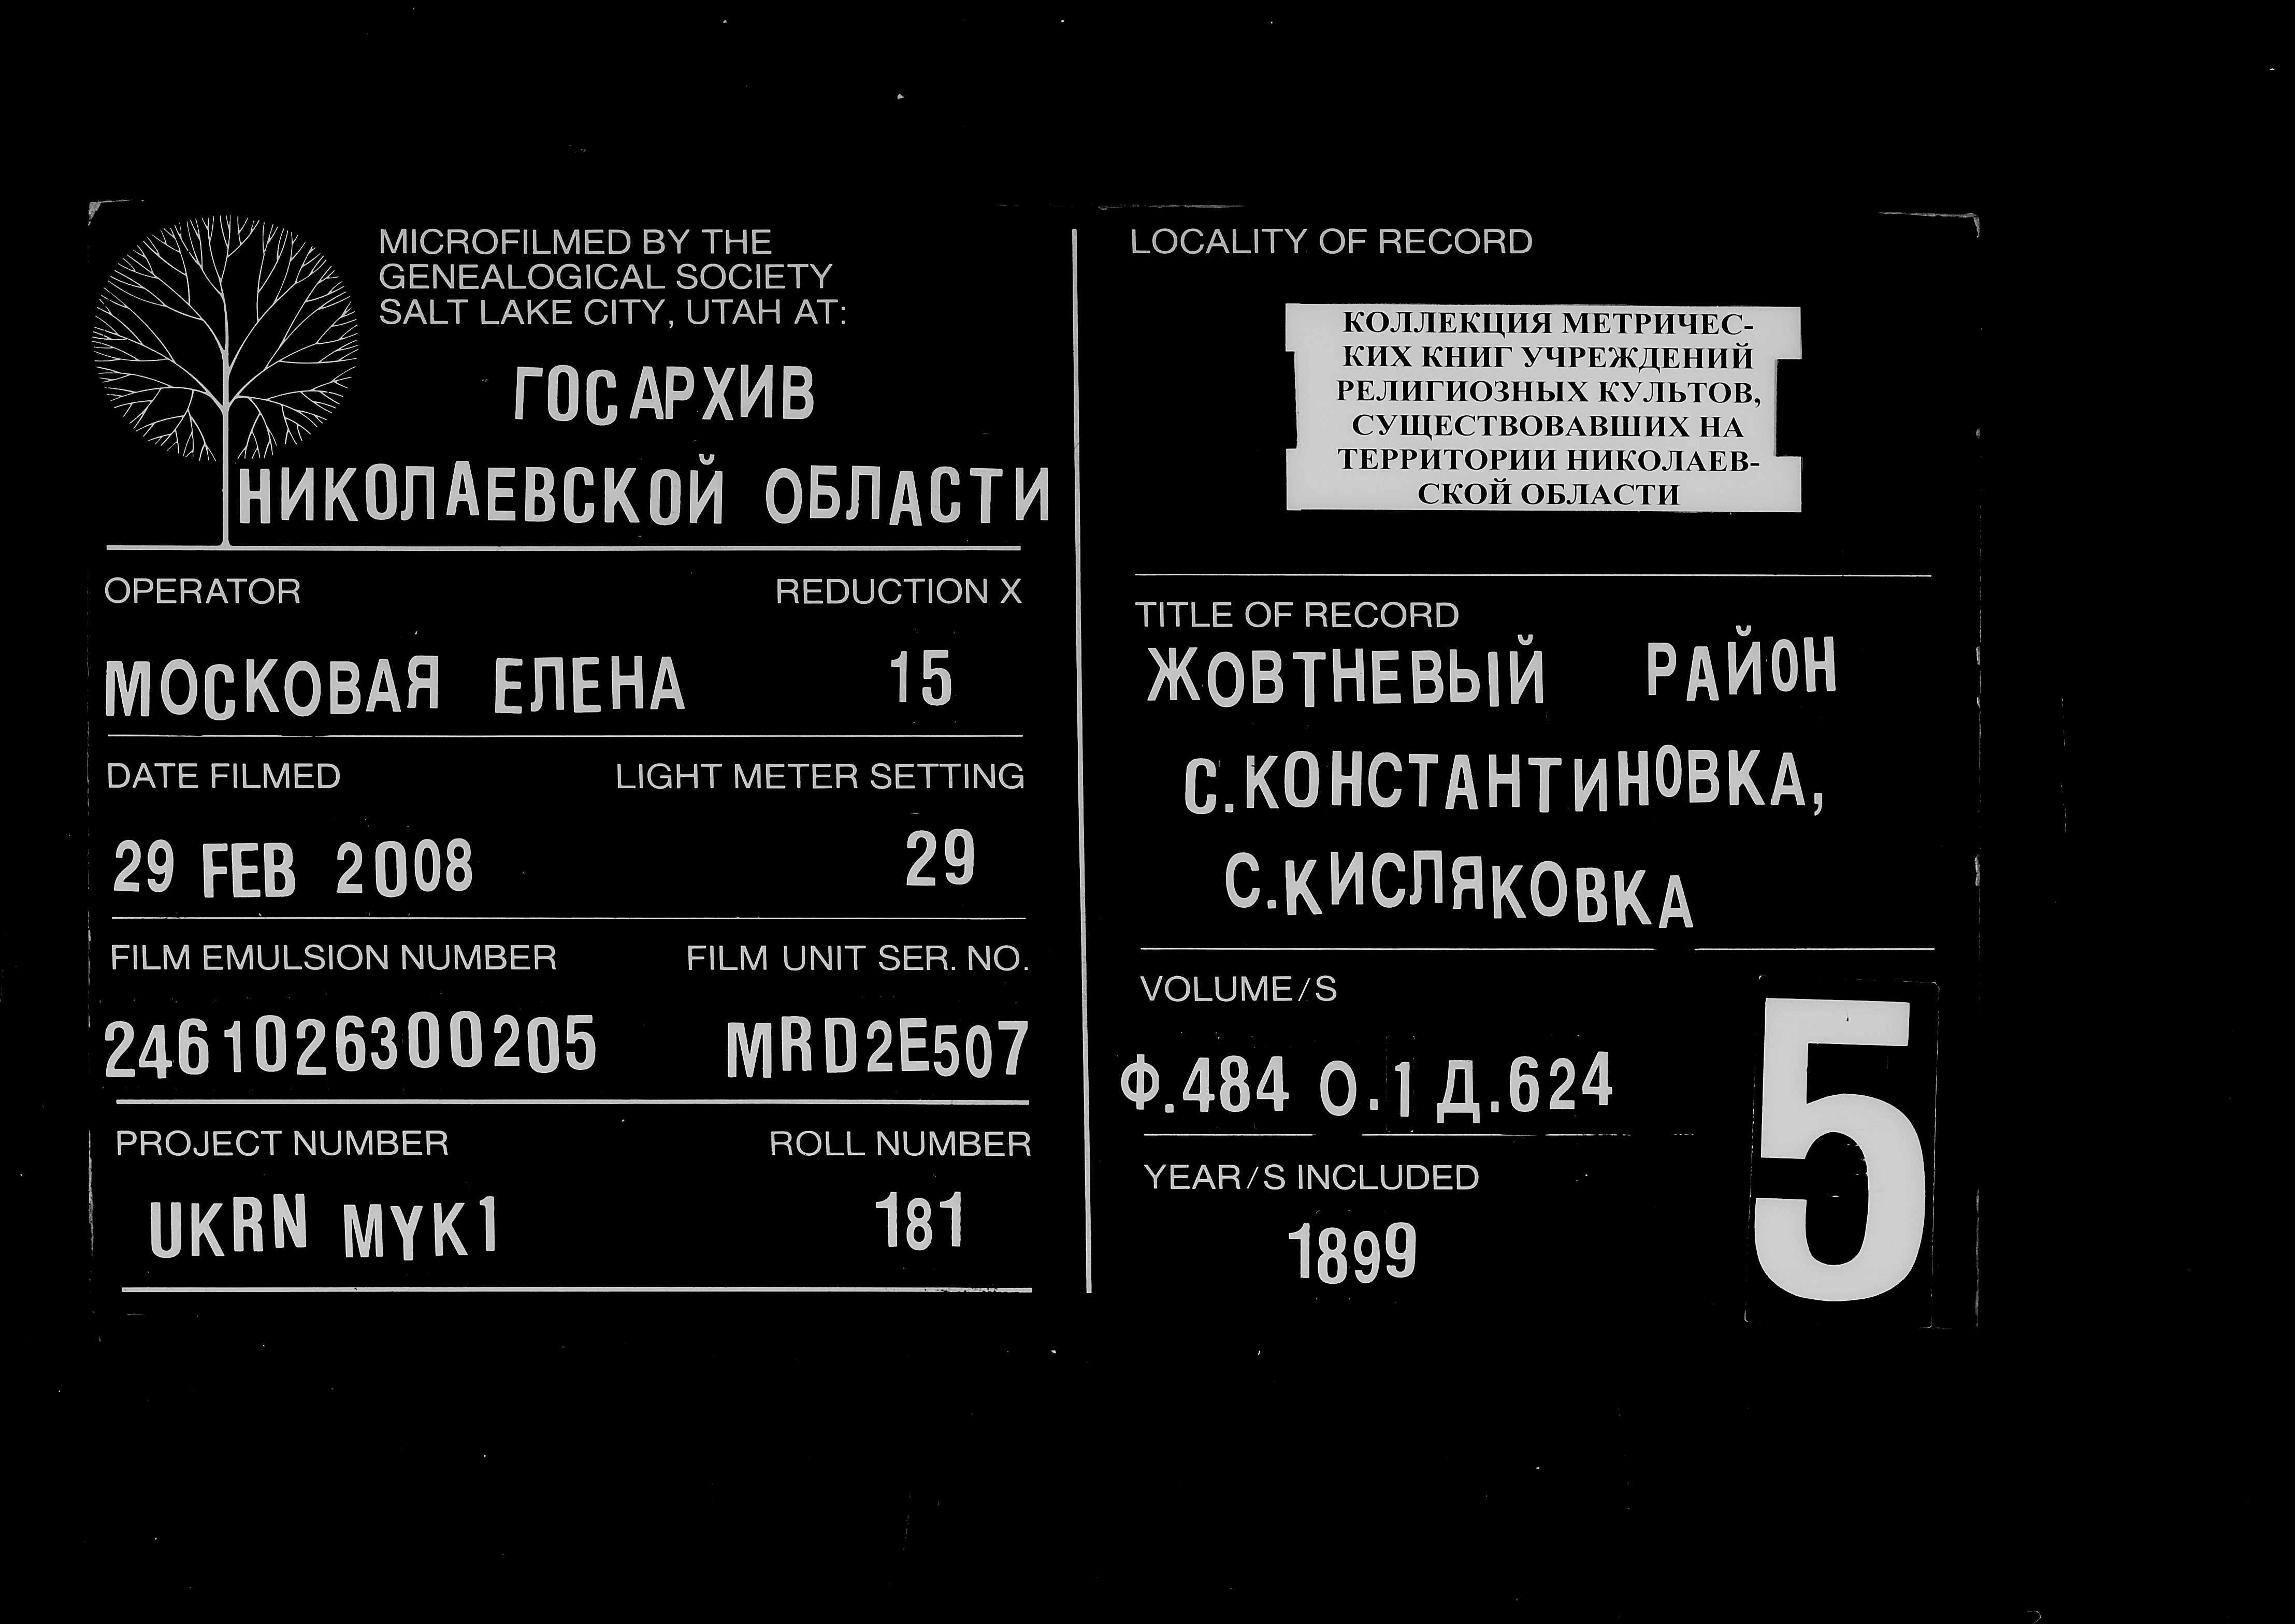 MICROFILMED BY THE
GENEALOGICAL SOCIETY
SALT LAKE CITY, UTAH AT:
ГОСАРХИВ
НИКОЛАЕВСКОЙ ОБЛАСТИ
OPERATOR REDUCTION X
МОСКОВАЯ ЕЛЕНА 15
DATE FILMED LIGHT METER SETTING
29 FEB 2008 29
FILM EMULSION NUMBER FILM UNIT SER. NO.
2461026300205 MRD2E507
PROJECT NUMBER ROLL NUMBER
UKRN MYK1 181
LOCALITY OF RECORD
КОЛЛЕКЦИЯ МЕТРИЧЕС-
КИХ КНИГ УЧРЕЖДЕНИЙ
РЕЛИГИОЗНЫХ КУЛЬТОВ,
СУЩЕСТВОВАВШИХ НА
ТЕРРИТОРИИ НИКОЛАЕВ-
СКОЙ ОБЛАСТИ
TITLE OF RECORD
ЖОВТНЕВЫЙ РАЙОН
С.КОНСТАНТИНОВКА,
С.КИСЛЯКОВКА
VOLUME/S
Ф.484 О.1 Д.624
YEAR/S INCLUDED
1899
5